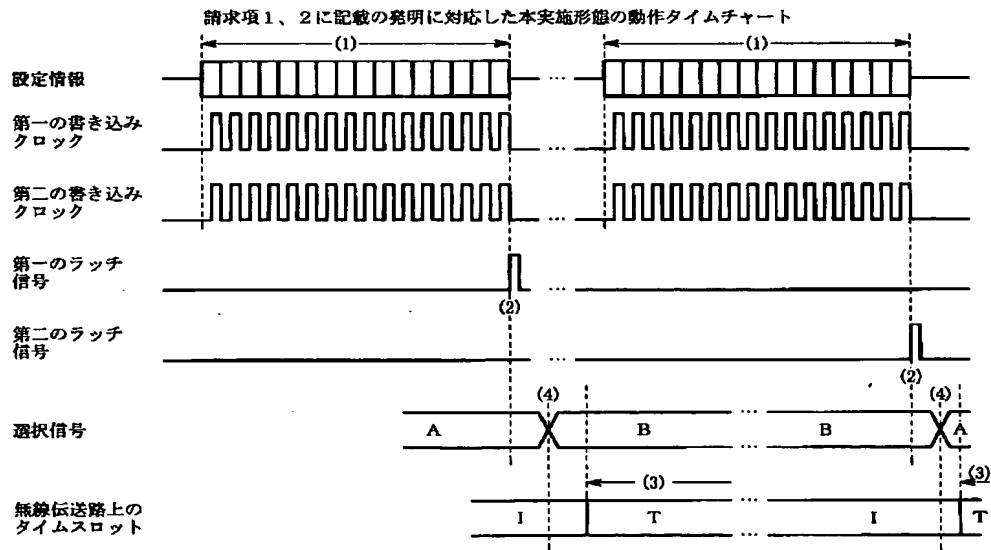 請求項1、2に記載の発明に対応した本実施形態の動作タイムチャート
(1) (1)
設定情報 ...
第一の書き込み
クロック ...
第二の書き込み
クロック ...
第一のラッチ
信号 ...
(2)
第二のラッチ
信号 ...
(2)
(4) (4)
選択信号 A B ... B A
(3) (3)
無線伝送路上の
タイムスロット I T ... I T